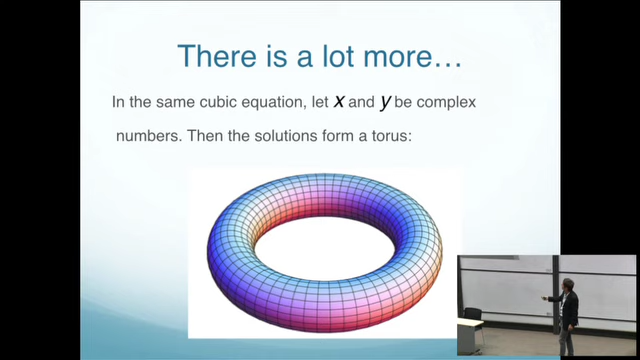 There is a lot more…
In the same cubic equation, let x and y be complex
numbers. Then the solutions form a torus: